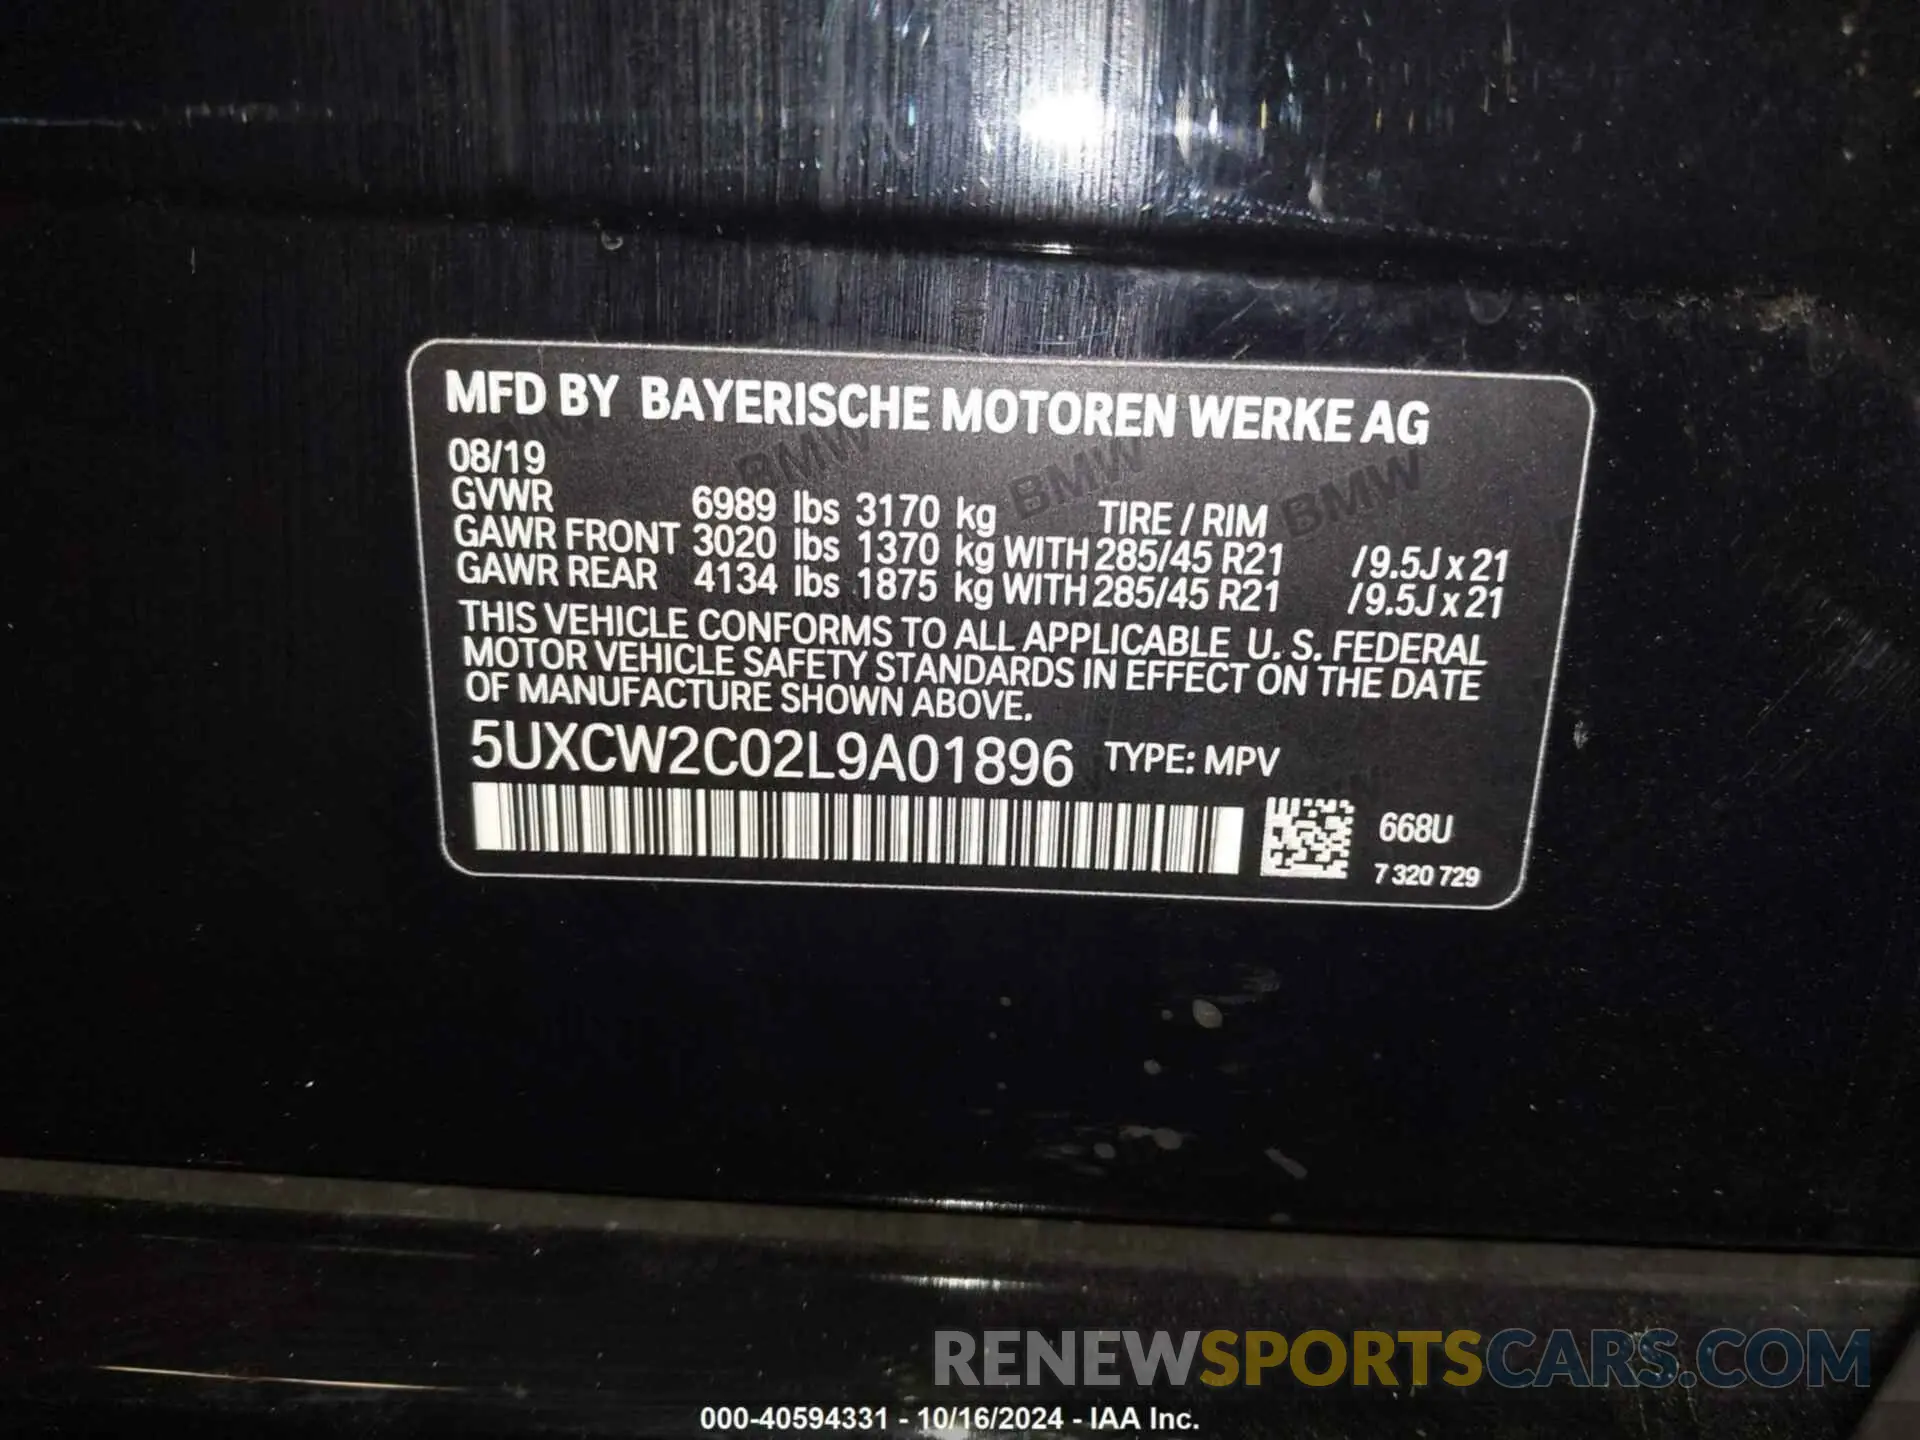 MFD BY BAYERISCHE MOTOREN WERKE AG
08/19
GVWR 6989 lbs 3170 kg TIRE / RIM
GAWR FRONT 3020 lbs 1370 kg WITH 285/45 R21 /9.5J x 21
GAWR REAR 4134 lbs 1875 kg WITH 285/45 R21 /9.5J x 21
THIS VEHICLE CONFORMS TO ALL APPLICABLE U. S. FEDERAL
MOTOR VEHICLE SAFETY STANDARDS IN EFFECT ON THE DATE
OF MANUFACTURE SHOWN ABOVE.
5UXCW2C02L9A01896 TYPE: MPV
668U
7 320 729
BMW BMW BMW
RENEWSPORTSCARS.COM
000-40594331 - 10/16/2024 - IAA Inc.